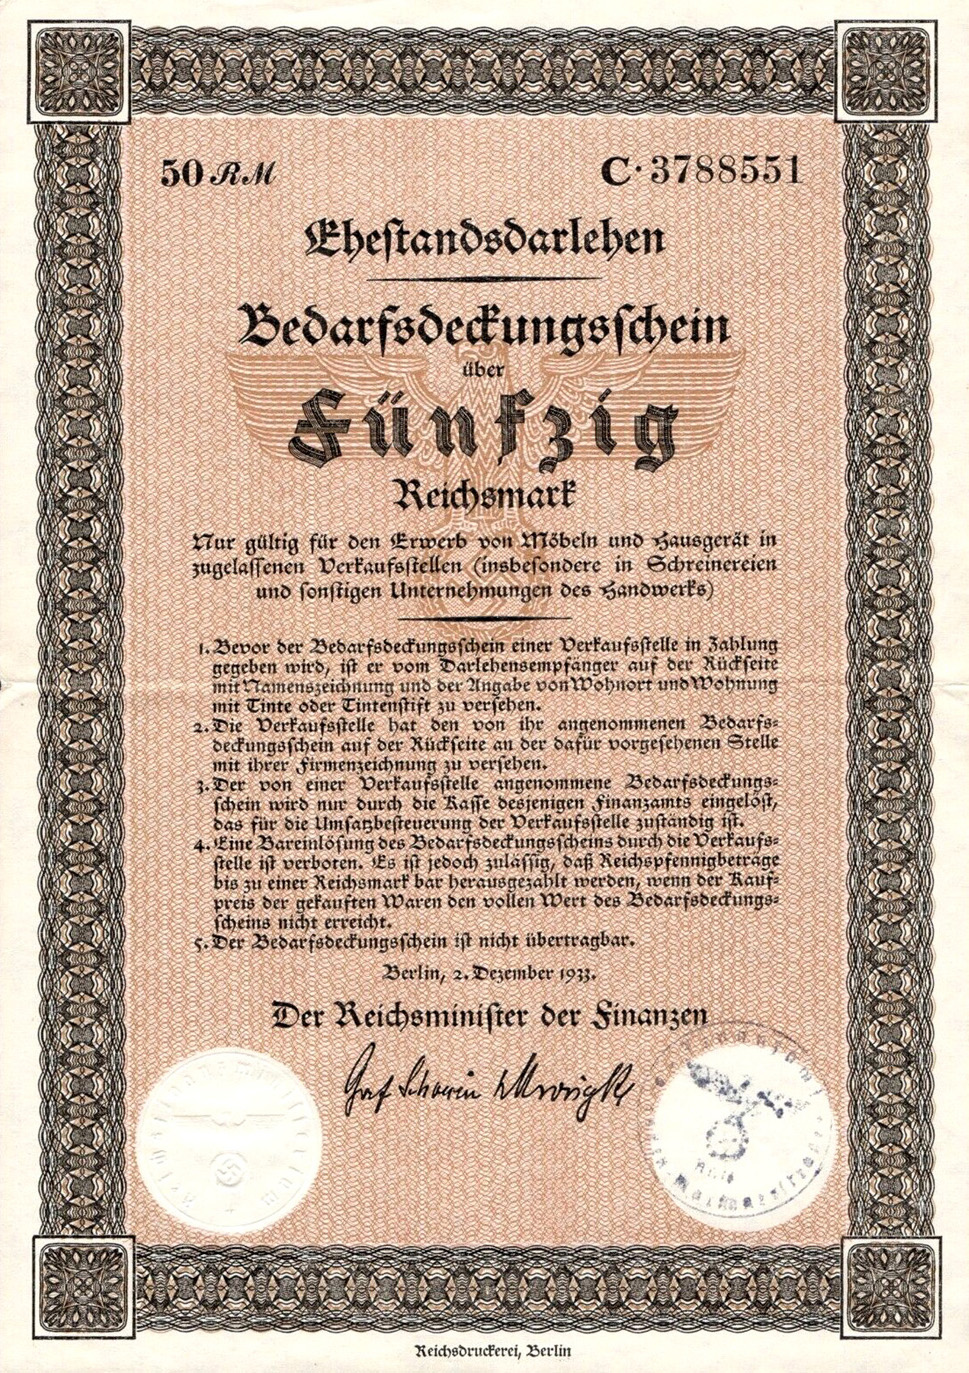 50 RM C·3788551
Ehestandsdarlehen
Bedarfsdeckungsschein
über
Fünfzig
Reichsmark
Nur gültig für den Erwerb von Möbeln und Hausgerät in
zugelassenen Verkaufsstellen (insbesondere in Schreinereien
und sonstigen Unternehmungen des Handwerks)
1. Bevor der Bedarfsdeckungsschein einer Verkaufsstelle in Zahlung
gegeben wird, ist er vom Darlehensempfänger auf der Rückseite
mit Namenszeichnung und der Angabe von Wohnort und Wohnung
mit Tinte oder Tintenstift zu versehen.
2. Die Verkaufsstelle hat den von ihr angenommenen Bedarfs-
deckungsschein auf der Rückseite an der dafür vorgesehenen Stelle
mit ihrer Firmenzeichnung zu versehen.
3. Der von einer Verkaufsstelle angenommene Bedarfsdeckungs-
schein wird nur durch die Kasse desjenigen Finanzamts eingelöst,
das für die Umsatzbesteuerung der Verkaufsstelle zuständig ist.
4. Eine Bareinlösung des Bedarfsdeckungsscheins durch die Verkaufs-
stelle ist verboten. Es ist jedoch zulässig, daß Reichspfennigbeträge
bis zu einer Reichsmark bar herausgezahlt werden, wenn der Kauf-
preis der gekauften Waren den vollen Wert des Bedarfsdeckungs-
scheins nicht erreicht.
5. Der Bedarfsdeckungsschein ist nicht übertragbar.
Berlin, 2. Dezember 1933.
Der Reichsminister der Finanzen
Graf Schwerin
Reichsfinanzministerium
Reichsdruckerei, Berlin